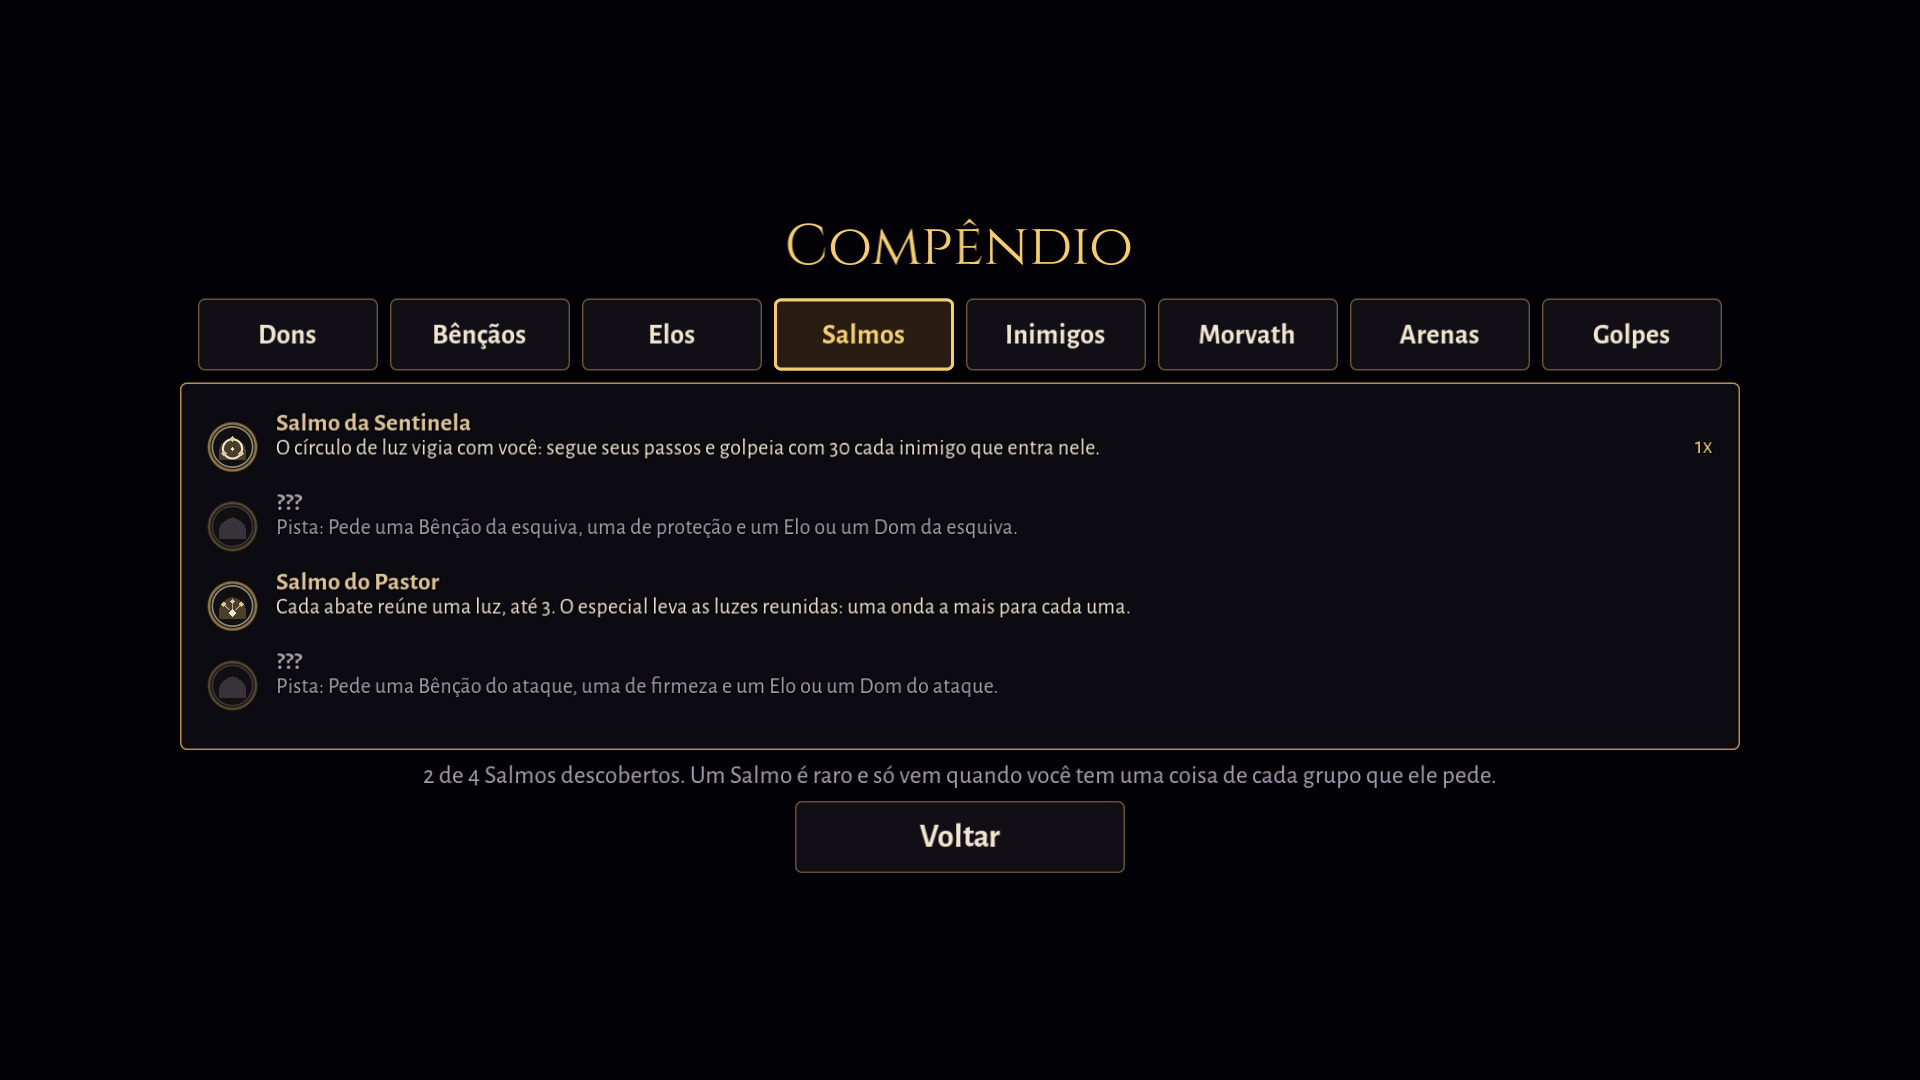 Compêndio
Dons
Bênçãos
Elos
Salmos
Inimigos
Morvath
Arenas
Golpes
Salmo da Sentinela
O círculo de luz vigia com você: segue seus passos e golpeia com 30 cada inimigo que entra nele.
1x
???
Pista: Pede uma Bênção da esquiva, uma de proteção e um Elo ou um Dom da esquiva.
Salmo do Pastor
Cada abate reúne uma luz, até 3. O especial leva as luzes reunidas: uma onda a mais para cada uma.
???
Pista: Pede uma Bênção do ataque, uma de firmeza e um Elo ou um Dom do ataque.
2 de 4 Salmos descobertos. Um Salmo é raro e só vem quando você tem uma coisa de cada grupo que ele pede.
Voltar